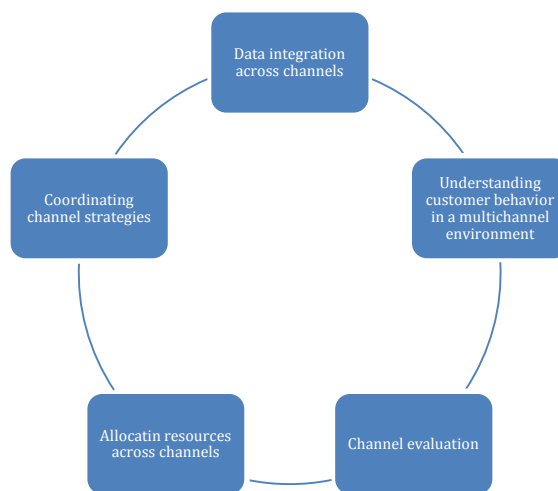 Data integration
across channels
Understanding
customer behavior
in a multichannel
environment
Channel evaluation
Allocatin resources
across channels
Coordinating
channel strategies